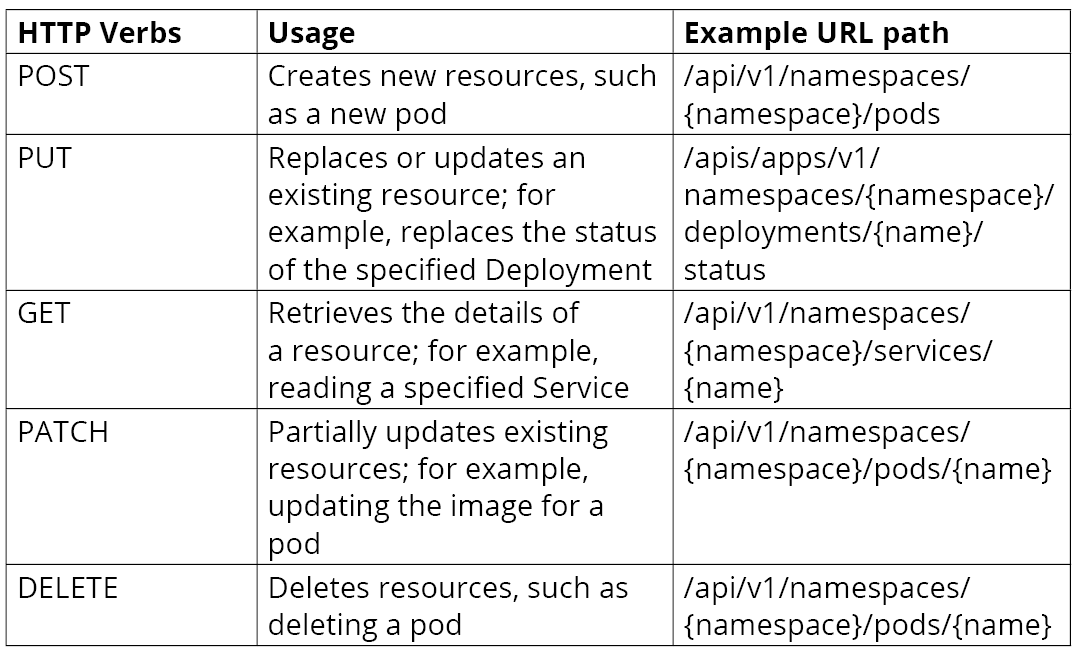 HTTP Verbs
Usage
Example URL path
POST
Creates new resources, such
as a new pod
/api/v1/namespaces/
{namespace}/pods
PUT
Replaces or updates an
existing resource; for
example, replaces the status
of the specified Deployment
/apis/apps/v1/
namespaces/{namespace}/
deployments/{name}/
status
GET
Retrieves the details of
a resource; for example,
reading a specified Service
/api/v1/namespaces/
{namespace}/services/
{name}
PATCH
Partially updates existing
resources; for example,
updating the image for a
pod
/api/v1/namespaces/
{namespace}/pods/{name}
DELETE
Deletes resources, such as
deleting a pod
/api/v1/namespaces/
{namespace}/pods/{name}